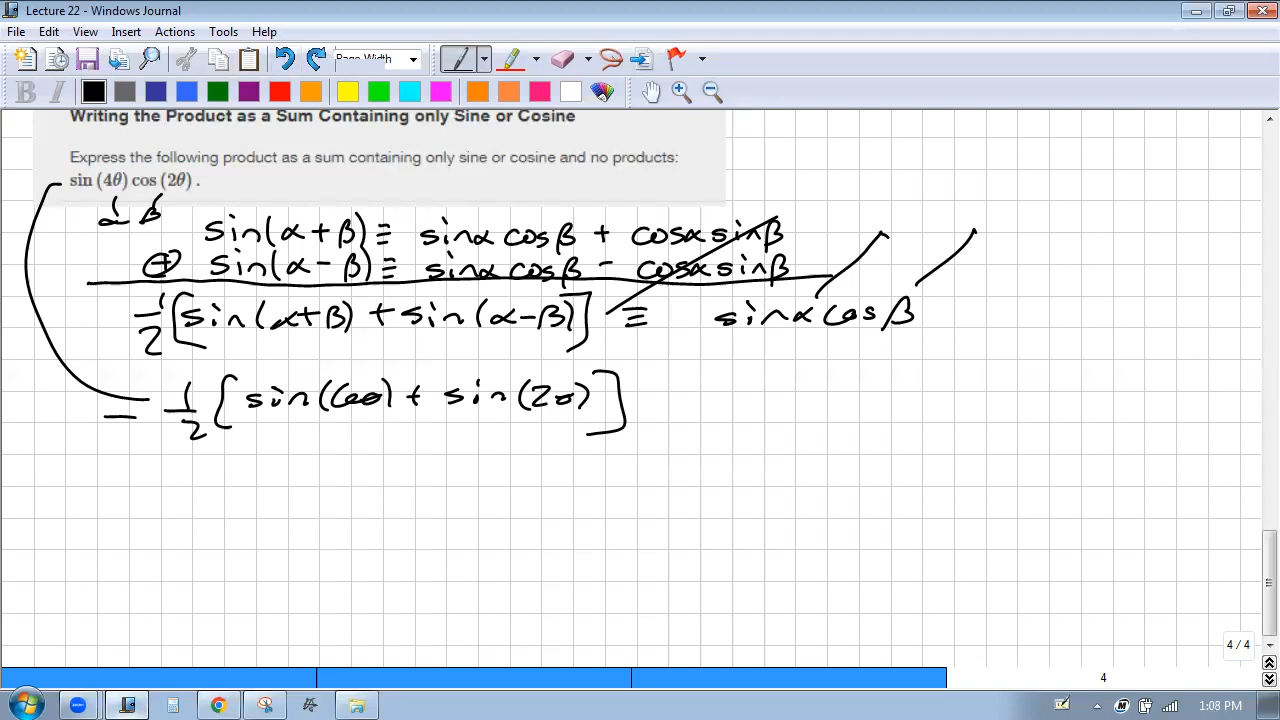 Lecture 22 - Windows Journal
File Edit View Insert Actions Tools Help
Page Width
B I
Writing the Product as a Sum Containing only Sine or Cosine
Express the following product as a sum containing only sine or cosine and no products:
sin (4θ) cos (2θ) .
α β
sin(α+β) ≡ sinα cosβ + cosα sinβ
⊕ sin(α-β) ≡ sinα cosβ - cosα sinβ
1/2 [sin(α+β) + sin(α-β)] ≡ sinα cosβ
= 1/2 [sin(6θ) + sin(2θ)]
4 / 4
4
1:08 PM